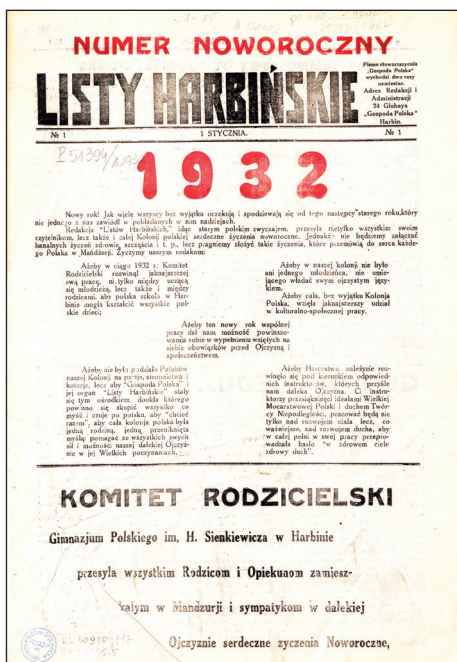 NUMER NOWOROCZNY
LISTY HARBIŃSKIE
Pismo stowarzyszenia
„Gospoda Polska"
wychodzi dwa razy
miesiac.
Adres Redakcji i
Administracji
24 Głuhaya
„Gospoda Polska"
Harbin.
№ 1
1 STYCZNIA.
№ 1
1932
Nowy rok! Jak wiele wszyscy bez wyjątku oczekują i spodziewają się od tego następcy starego roku, który
nie jednego z nas zawiódł w pokładanych w nim nadziejach.
Redakcja "Listów Harbińskich," idąc starym polskim zwyczajem, przesyła nietylko wszystkim swoim
czytelnikom, lecz także i całej Kolonji polskiej serdeczne życzenia noworoczne. Jednakże nie będziemy załączać
banalnych życzeń zdrowia, szczęścia i t. p., lecz pragniemy złożyć takie życzenia, które przemówią do serca każde-
go Polaka w Mandżurji. Życzymy naszym rodakom:
Ażeby w ciągu 1932 r. Komitet
Rodzicielski rozwinął jaknajszerzej
swą pracę, nietylko między uczącą
się młodzieżą, lecz także i między
rodzicami, aby polska szkoła w Har-
binie mogła kształcić wszystkie pol-
skie dzieci;
Ażeby w naszej kolonji nie było
ani jednego młodzieńca, nie umie-
jącego władać swym ojczystym języ-
kiem.
Ażeby cała, bez wyjątku Kolonja
Polska, wzięła jaknajszerszy udział
w kulturalno-społecznej pracy.
Ażeby ten nowy rok wspólnej
pracy dał nam możność powinszo-
wania sobie w wypełnieniu wziętych na
siebie obowiązków przed Ojczyzną i
społeczeństwem.
Ażeby nie było podziału Polaków
naszej Kolonji na partje, stronnictwa i
koterje, lecz aby "Gospoda Polska"
i jej organ "Listy Harbińskie" stały
się tym ośrodkiem dookoła którego
powinno się skupić wszystko co
myśli i czuje po polsku, aby "chcieć
razem", aby cała kolonja polska była
jedną rodziną, jedną przeniknięta
myślą: pomagać ze wszystkich swych
sił i możności naszej dalekiej Ojczyź-
nie w jej Wielkich poczynaniach.
Ażeby Harcerstwo należycie roz-
winęło się pod kierunkiem odpowied-
nich instruktorów, których przyśle
nam daleka Ojczyzna. Ci instru-
ktorzy przesiąknięci ideałami Wielkiej
Mocarstwowej Polski i duchem Twór-
cy Niepodległości, pracować będą nie
tylko nad rozwojem ciała lecz, co
ważniejsze, nad rozwojem ducha, aby
w całej pełni w swej pracy przepro-
wadzała hasło "w zdrowem ciele
zdrowy duch".
KOMITET RODZICIELSKI
Gimnazjum Polskiego im, H. Sienkiewicza w Harbinie
przesyła wszystkim Rodzicom i Opiekunom zamiesz-
kałym w Mandzurji i sympatykom w dalekiej
Ojczyznie serdeczne zyczenia Noworoczne,